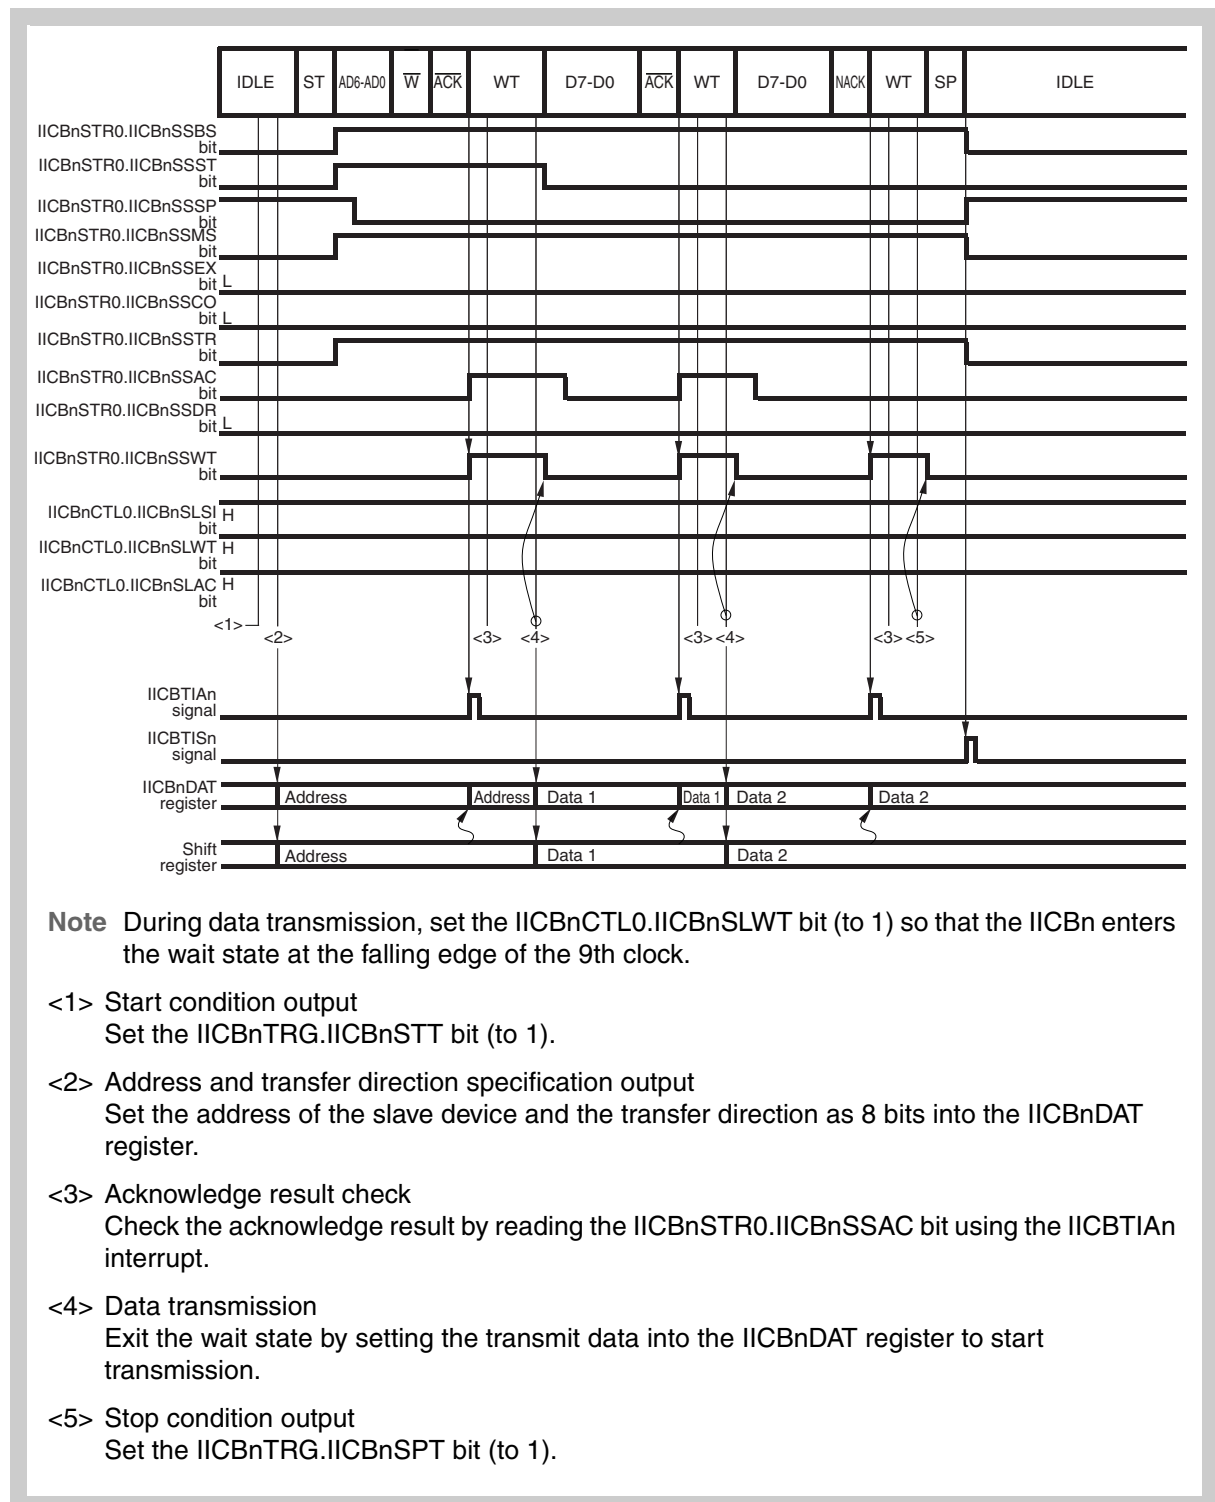 IDLE ST AD6-AD0 W ACK WT D7-D0 ACK WT D7-D0 NACK WT SP IDLE
IICBnSTR0.IICBnSSBS
bit
IICBnSTR0.IICBnSSST
bit
IICBnSTR0.IICBnSSSP
bit
IICBnSTR0.IICBnSSMS
bit
IICBnSTR0.IICBnSSEX
bit L
IICBnSTR0.IICBnSSCO
bit L
IICBnSTR0.IICBnSSTR
bit
IICBnSTR0.IICBnSSAC
bit
IICBnSTR0.IICBnSSDR
bit L
IICBnSTR0.IICBnSSWT
bit
IICBnCTL0.IICBnSLSI H
bit
IICBnCTL0.IICBnSLWT H
bit
IICBnCTL0.IICBnSLAC H
bit
<1>
<2> <3> <4> <3> <4> <3> <5>
IICBTIAn
signal
IICBTISn
signal
IICBnDAT
register Address Address Data 1 Data 1 Data 2 Data 2
Shift
register Address Data 1 Data 2
Note During data transmission, set the IICBnCTL0.IICBnSLWT bit (to 1) so that the IICBn enters
the wait state at the falling edge of the 9th clock.
<1> Start condition output
Set the IICBnTRG.IICBnSTT bit (to 1).
<2> Address and transfer direction specification output
Set the address of the slave device and the transfer direction as 8 bits into the IICBnDAT
register.
<3> Acknowledge result check
Check the acknowledge result by reading the IICBnSTR0.IICBnSSAC bit using the IICBTIAn
interrupt.
<4> Data transmission
Exit the wait state by setting the transmit data into the IICBnDAT register to start
transmission.
<5> Stop condition output
Set the IICBnTRG.IICBnSPT bit (to 1).